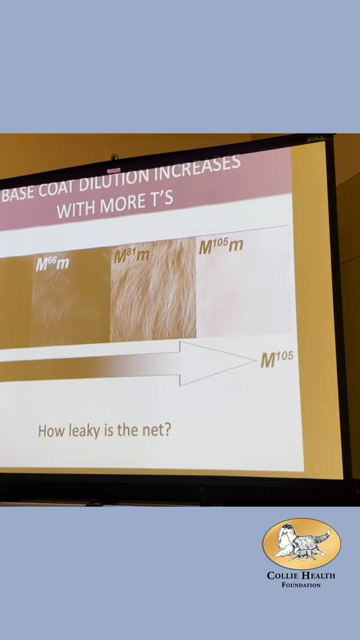 BASE COAT DILUTION INCREASES
WITH MORE T'S
M⁶⁶m
M⁸¹m
M¹⁰⁵m
M¹⁰⁵
How leaky is the net?
COLLIE HEALTH
FOUNDATION